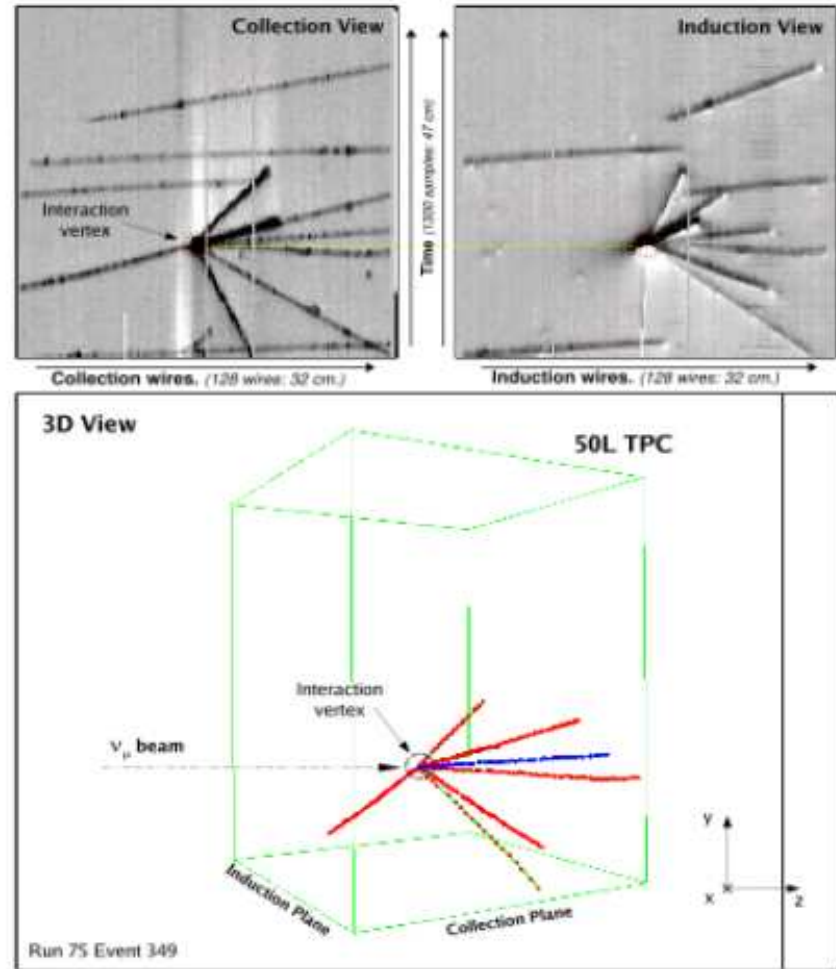 Collection View
Interaction
vertex
Collection wires. (128 wires: 32 cm.)
Time (1300 samples: 47 cm)
Induction View
Induction wires. (128 wires: 32 cm.)
3D View
50L TPC
Interaction
vertex
νμ beam
Induction Plane
Collection Plane
y
x
z
Run 75 Event 349